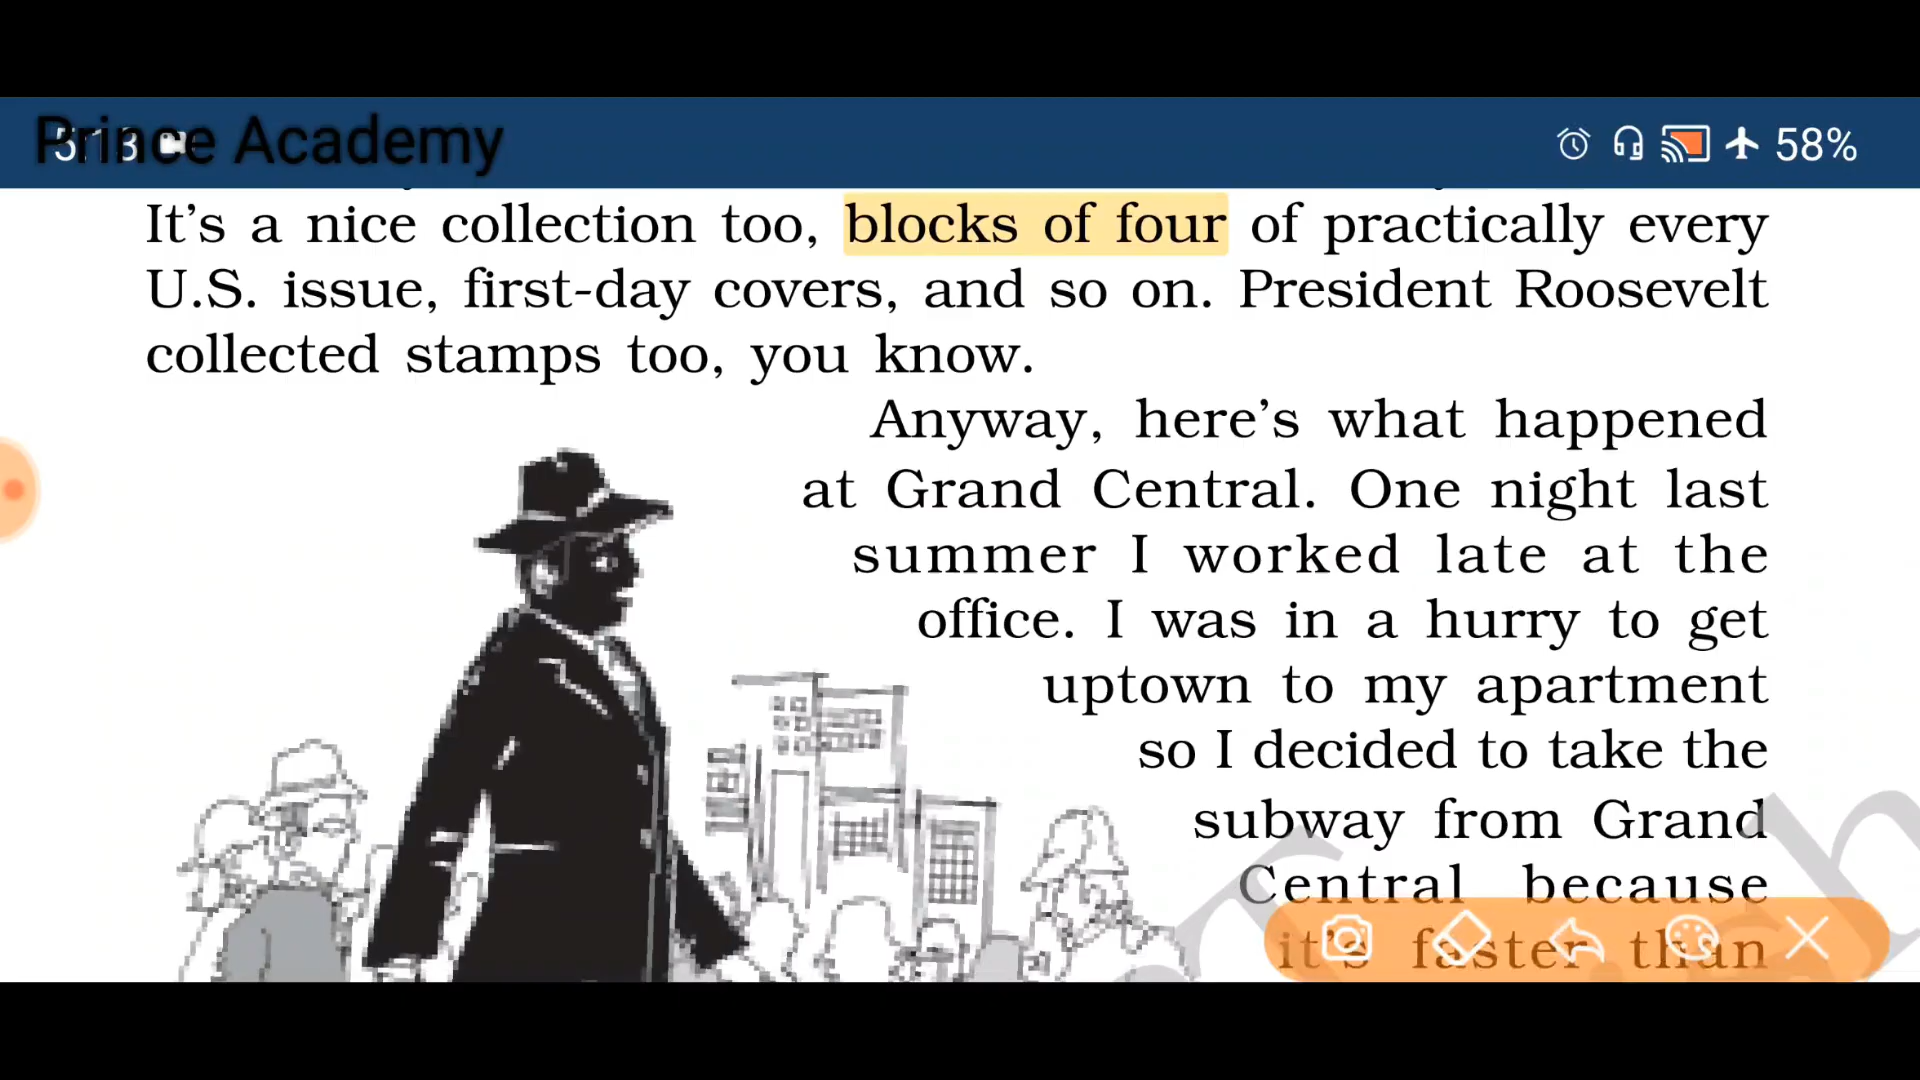 Prince Academy
58%
It's a nice collection too, blocks of four of practically every
U.S. issue, first-day covers, and so on. President Roosevelt
collected stamps too, you know.
Anyway, here's what happened
at Grand Central. One night last
summer I worked late at the
office. I was in a hurry to get
uptown to my apartment
so I decided to take the
subway from Grand
Central because
it's faster than